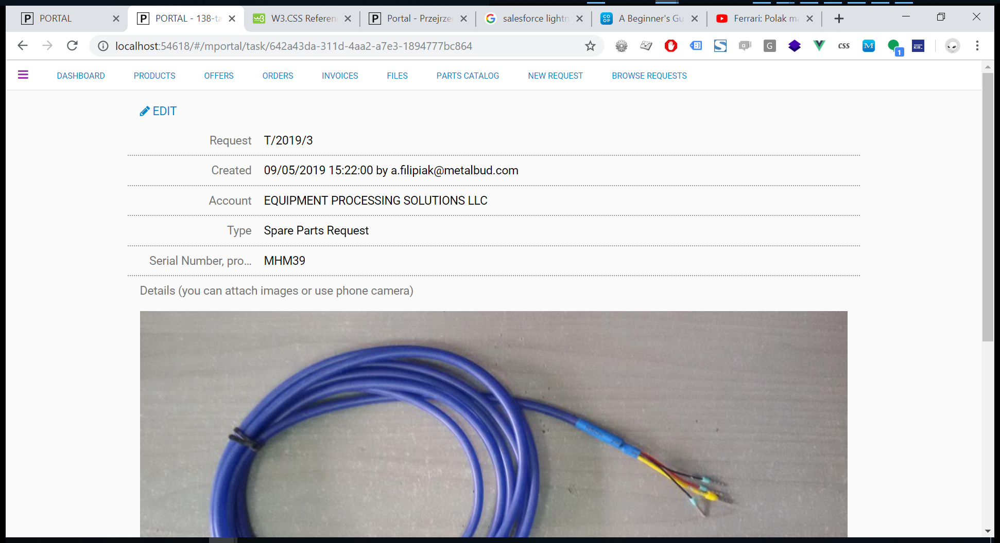 PORTAL
PORTAL - 138-ta
W3.CSS Referen
Portal - Przejrze
salesforce lightn
A Beginner's Gu
Ferrari: Polak ma
localhost:54618/#/mportal/task/642a43da-311d-4aa2-a7e3-1894777bc864
DASHBOARD PRODUCTS OFFERS ORDERS INVOICES FILES PARTS CATALOG NEW REQUEST BROWSE REQUESTS
EDIT
Request T/2019/3
Created 09/05/2019 15:22:00 by a.filipiak@metalbud.com
Account EQUIPMENT PROCESSING SOLUTIONS LLC
Type Spare Parts Request
Serial Number, pro... MHM39
Details (you can attach images or use phone camera)